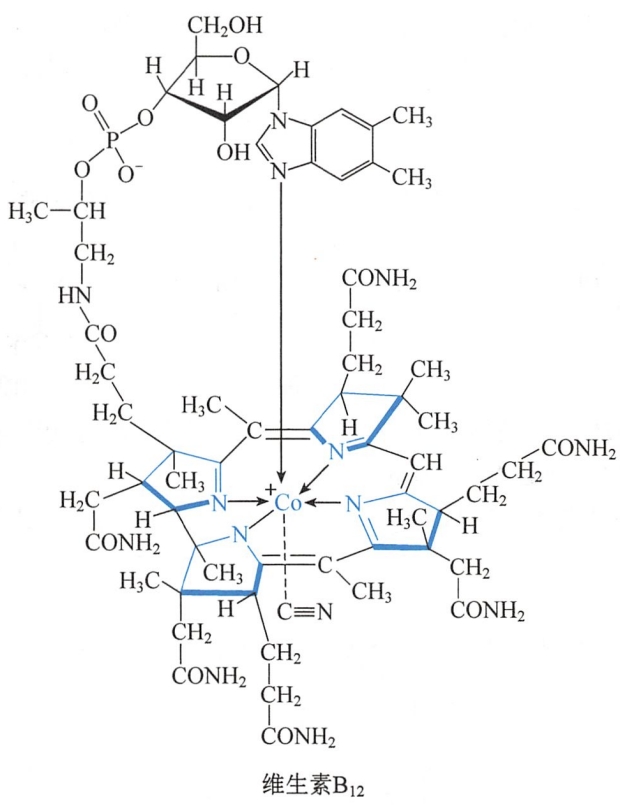 CH₂OH
O
H
H
H
H
O
O
N
CH₃
P
OH
O
O⁻
N
CH₃
H₃C
CH
CH₂
HN
CONH₂
CO
CH₂
H₂C
CH₂
CH₃
H₃C
C
H₂C
H
CH₃
N
CH
CONH₂
H
CH₃
CH₂
+
H₂C
N
Co
N
CH₂
H
H₃C
H
N
CONH₂
CH₃
C
CH₂
H₃C
CH₃
H
C≡N
CONH₂
CH₂
CH₂
CONH₂
CH₂
CONH₂
维生素B₁₂